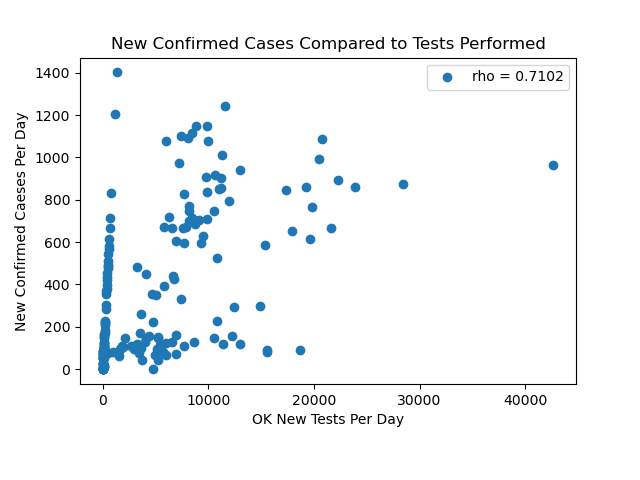 New Confirmed Cases Compared to Tests Performed
rho = 0.7102
New Confirmed Caeses Per Day
1400
1200
1000
800
600
400
200
0
0 10000 20000 30000 40000
OK New Tests Per Day